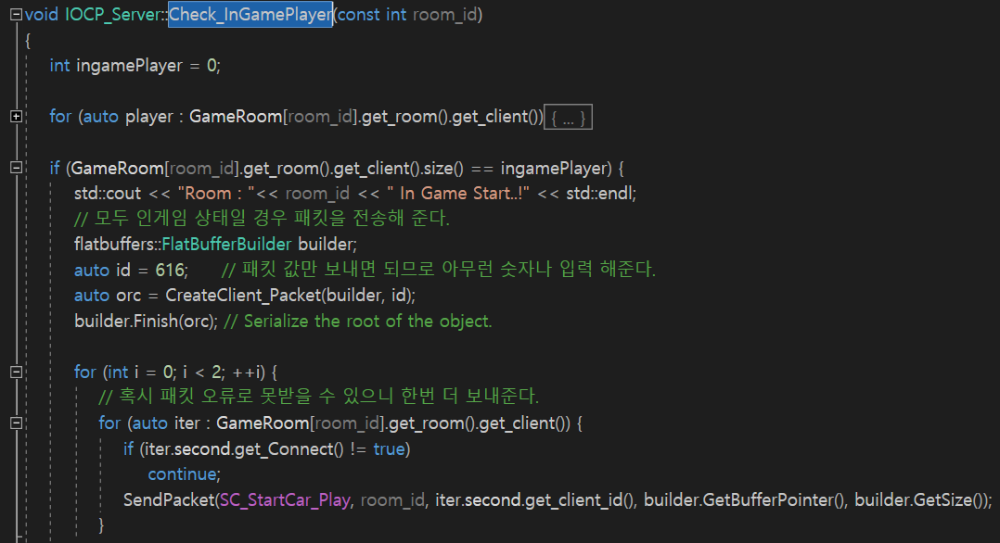 void IOCP_Server::Check_InGamePlayer(const int room_id)
{
int ingamePlayer = 0;
for (auto player : GameRoom[room_id].get_room().get_client()){ ... }
if (GameRoom[room_id].get_room().get_client().size() == ingamePlayer) {
std::cout << "Room : "<< room_id << " In Game Start..!" << std::endl;
// 모두 인게임 상태일 경우 패킷을 전송해 준다.
flatbuffers::FlatBufferBuilder builder;
auto id = 616; // 패킷 값만 보내면 되므로 아무런 숫자나 입력 해준다.
auto orc = CreateClient_Packet(builder, id);
builder.Finish(orc); // Serialize the root of the object.
for (int i = 0; i < 2; ++i) {
// 혹시 패킷 오류로 못받을 수 있으니 한번 더 보내준다.
for (auto iter : GameRoom[room_id].get_room().get_client()) {
if (iter.second.get_Connect() != true)
continue;
SendPacket(SC_StartCar_Play, room_id, iter.second.get_client_id(), builder.GetBufferPointer(), builder.GetSize());
}